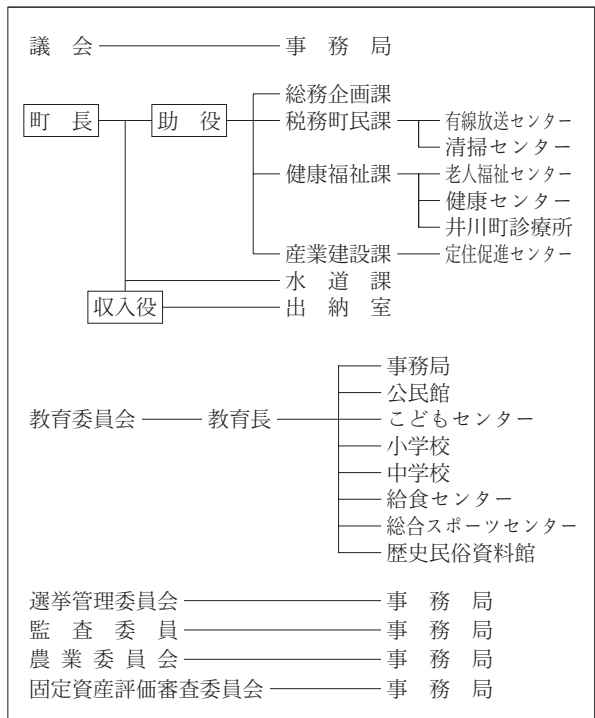 議会 事務局
総務企画課
町長 助役 税務町民課 有線放送センター
清掃センター
健康福祉課 老人福祉センター
健康センター
井川町診療所
産業建設課 定住促進センター
水道課
収入役 出納室
事務局
公民館
教育委員会 教育長 こどもセンター
小学校
中学校
給食センター
総合スポーツセンター
歴史民俗資料館
選挙管理委員会 事務局
監査委員 事務局
農業委員会 事務局
固定資産評価審査委員会 事務局